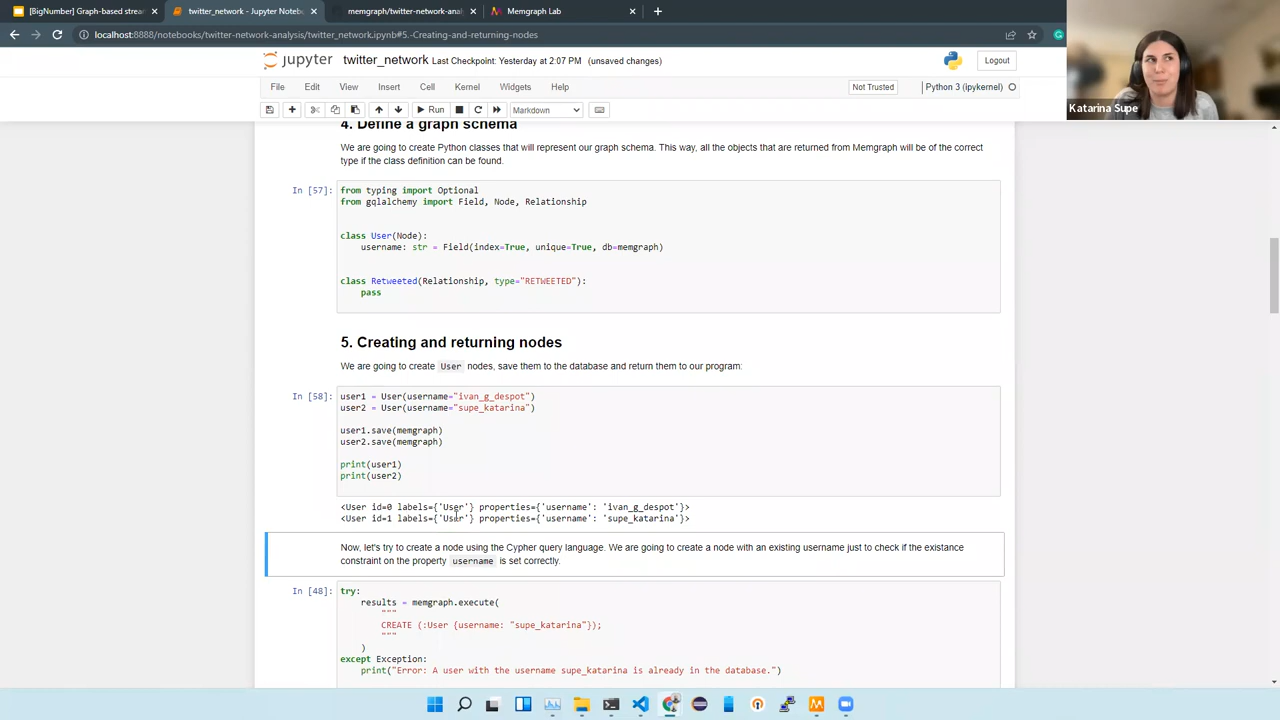 [BigNumber] Graph-based strea
twitter_network - Jupyter Notebo
memgraph/twitter-network-anal
Memgraph Lab
localhost:8888/notebooks/twitter-network-analysis/twitter_network.ipynb#5.-Creating-and-returning-nodes
jupyter twitter_network Last Checkpoint: Yesterday at 2:07 PM (unsaved changes)
Logout
File Edit View Insert Cell Kernel Widgets Help
Not Trusted
Python 3 (ipykernel)
Run
Markdown
Katarina Supe
4. Define a graph schema
We are going to create Python classes that will represent our graph schema. This way, all the objects that are returned from Memgraph will be of the correct
type if the class definition can be found.
In [57]:
from typing import Optional
from gqlalchemy import Field, Node, Relationship
class User(Node):
username: str = Field(index=True, unique=True, db=memgraph)
class Retweeted(Relationship, type="RETWEETED"):
pass
5. Creating and returning nodes
We are going to create User nodes, save them to the database and return them to our program:
In [58]:
user1 = User(username="ivan_g_despot")
user2 = User(username="supe_katarina")
user1.save(memgraph)
user2.save(memgraph)
print(user1)
print(user2)
<User id=0 labels={'User'} properties={'username': 'ivan_g_despot'}>
<User id=1 labels={'User'} properties={'username': 'supe_katarina'}>
Now, let's try to create a node using the Cypher query language. We are going to create a node with an existing username just to check if the existance
constraint on the property username is set correctly.
In [48]:
try:
results = memgraph.execute(
"""
CREATE (:User {username: "supe_katarina"});
"""
)
except Exception:
print("Error: A user with the username supe_katarina is already in the database.")